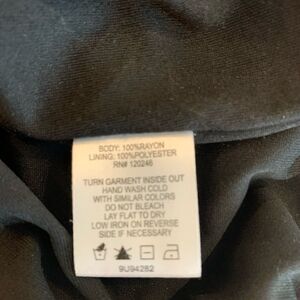 BODY: 100%RAYON
LINING: 100%POLYESTER
RN# 120246
TURN GARMENT INSIDE OUT
HAND WASH COLD
WITH SIMILAR COLORS
DO NOT BLEACH
LAY FLAT TO DRY
LOW IRON ON REVERSE
SIDE IF NEEDED
9U94282